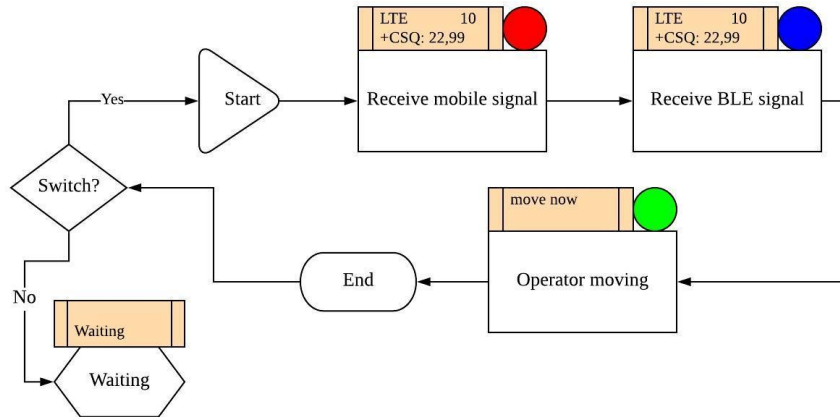 LTE 10
+CSQ: 22,99
LTE 10
+CSQ: 22,99
Yes
Start
Receive mobile signal
Receive BLE signal
Switch?
move now
End
Operator moving
No
Waiting
Waiting